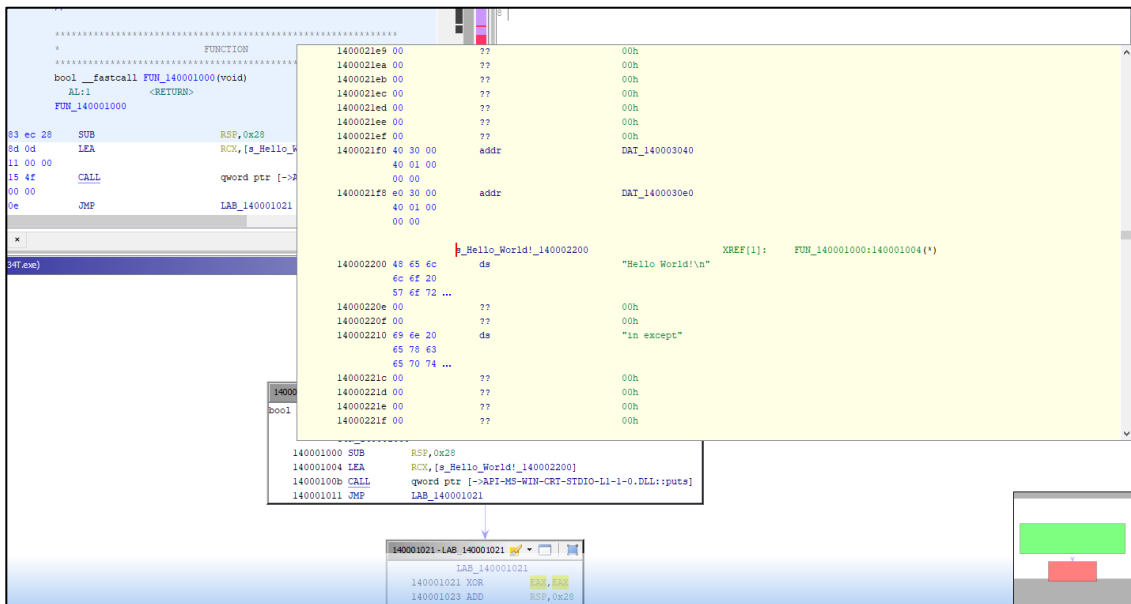 *************************************************************
* FUNCTION
*************************************************************
bool __fastcall FUN_140001000(void)
AL:1 <RETURN>
FUN_140001000
83 ec 28 SUB RSP,0x28
8d 0d LEA RCX,[s_Hello_W
11 00 00
15 4f CALL qword ptr [->A
00 00
0e JMP LAB_140001021
34T.exe)
1400021e9 00 ?? 00h
1400021ea 00 ?? 00h
1400021eb 00 ?? 00h
1400021ec 00 ?? 00h
1400021ed 00 ?? 00h
1400021ee 00 ?? 00h
1400021ef 00 ?? 00h
1400021f0 40 30 00 addr DAT_140003040
40 01 00
00 00
1400021f8 e0 30 00 addr DAT_1400030e0
40 01 00
00 00
s_Hello_World!_140002200 XREF[1]: FUN_140001000:140001004(*)
140002200 48 65 6c ds "Hello World!\n"
6c 6f 20
57 6f 72 ...
14000220e 00 ?? 00h
14000220f 00 ?? 00h
140002210 69 6e 20 ds "in except"
65 78 63
65 70 74 ...
14000221c 00 ?? 00h
14000221d 00 ?? 00h
14000221e 00 ?? 00h
14000221f 00 ?? 00h
14000
bool
140001000 SUB RSP,0x28
140001004 LEA RCX,[s_Hello_World!_140002200]
14000100b CALL qword ptr [->API-MS-WIN-CRT-STDIO-L1-1-0.DLL::puts]
140001011 JMP LAB_140001021
140001021 - LAB_140001021
LAB_140001021
140001021 XOR EAX,EAX
140001023 ADD RSP,0x28